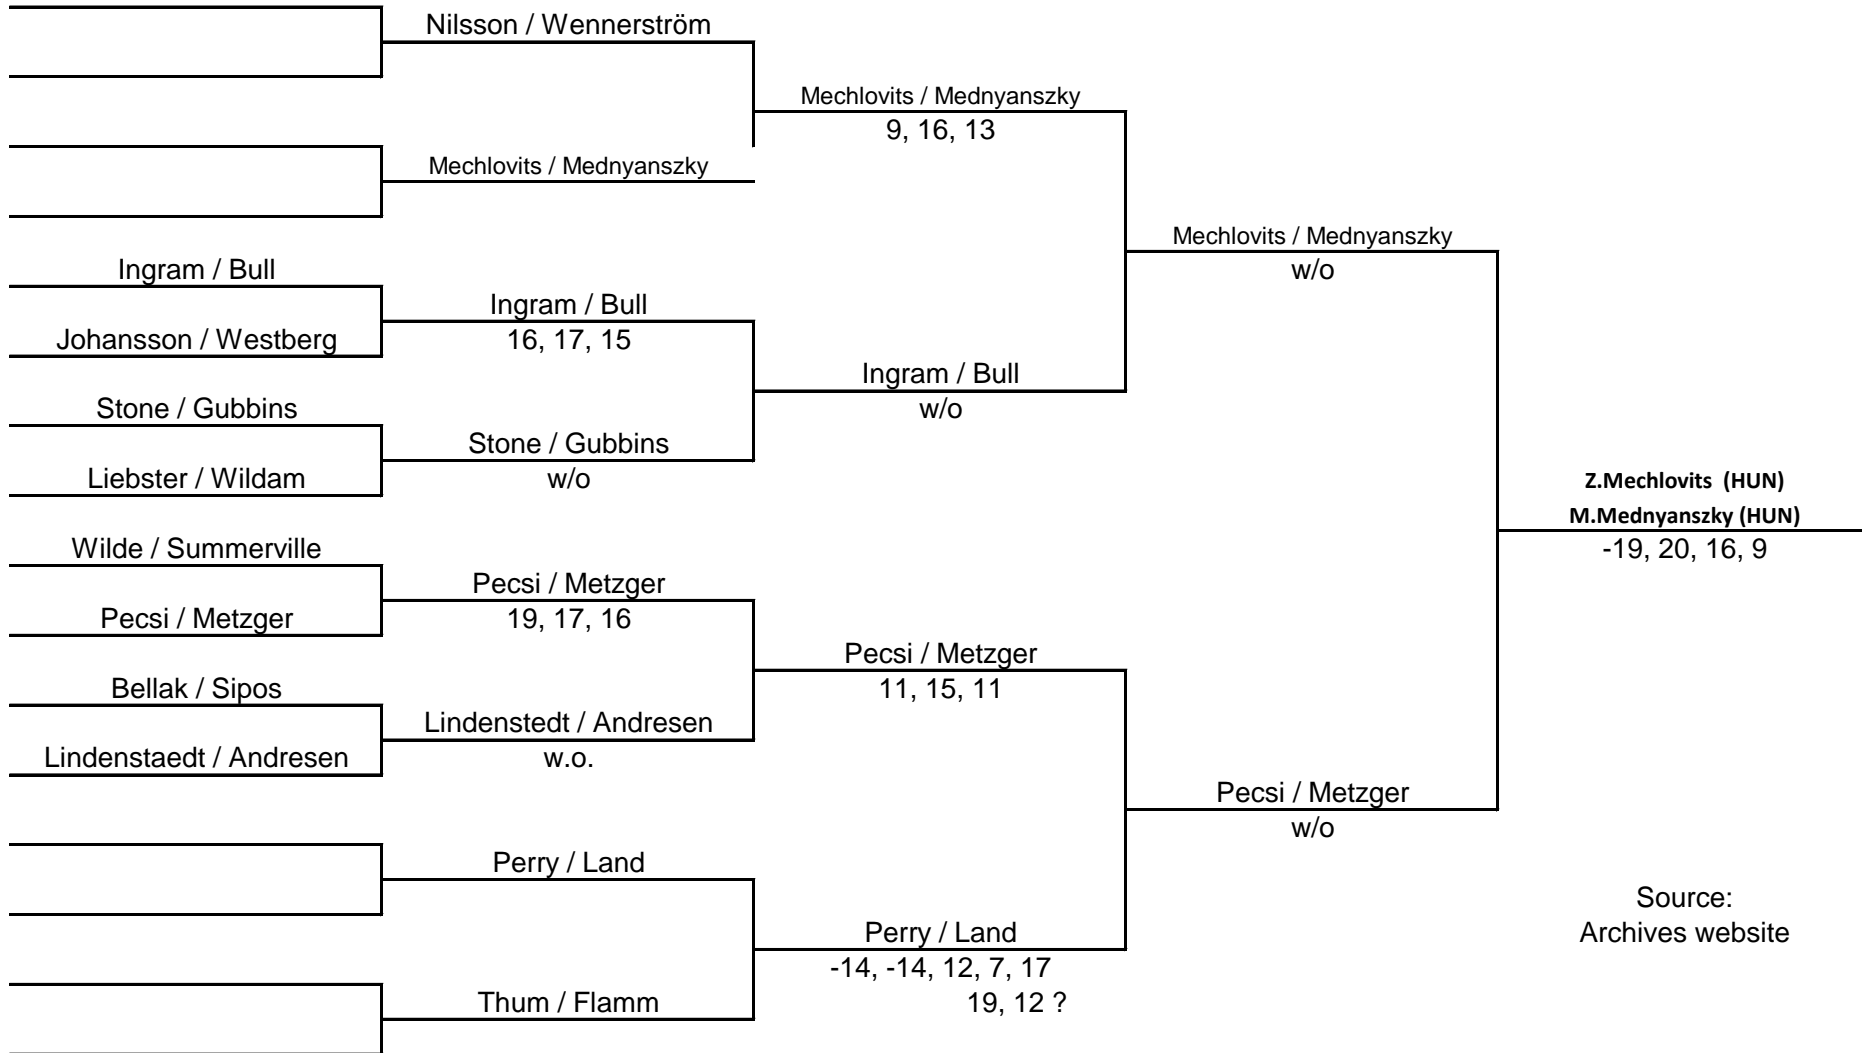 Nilsson / Wennerström
Mechlovits / Mednyanszky
9, 16, 13
Mechlovits / Mednyanszky
Mechlovits / Mednyanszky
w/o
Ingram / Bull
Johansson / Westberg
Ingram / Bull
16, 17, 15
Ingram / Bull
w/o
Stone / Gubbins
Liebster / Wildam
Stone / Gubbins
w/o
Z.Mechlovits (HUN)
M.Mednyanszky (HUN)
-19, 20, 16, 9
Wilde / Summerville
Pecsi / Metzger
Pecsi / Metzger
19, 17, 16
Pecsi / Metzger
11, 15, 11
Bellak / Sipos
Lindenstaedt / Andresen
Lindenstedt / Andresen
w.o.
Pecsi / Metzger
w/o
Perry / Land
Perry / Land
-14, -14, 12, 7, 17
19, 12 ?
Thum / Flamm
Source:
Archives website